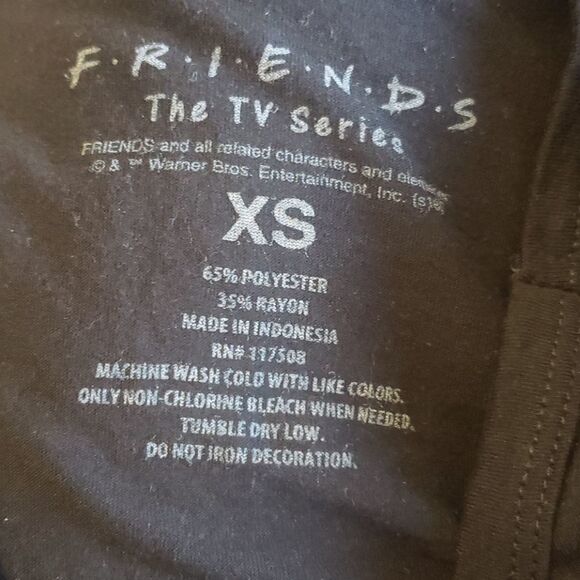 F·R·I·E·N·D·S
The TV Series
FRIENDS and all related characters and
© & ™ Warner Bros. Entertainment, Inc.
XS
65% POLYESTER
35% RAYON
MADE IN INDONESIA
RN# 117508
MACHINE WASH COLD WITH LIKE COLORS.
ONLY NON-CHLORINE BLEACH WHEN NEEDED.
TUMBLE DRY LOW.
DO NOT IRON DECORATION.